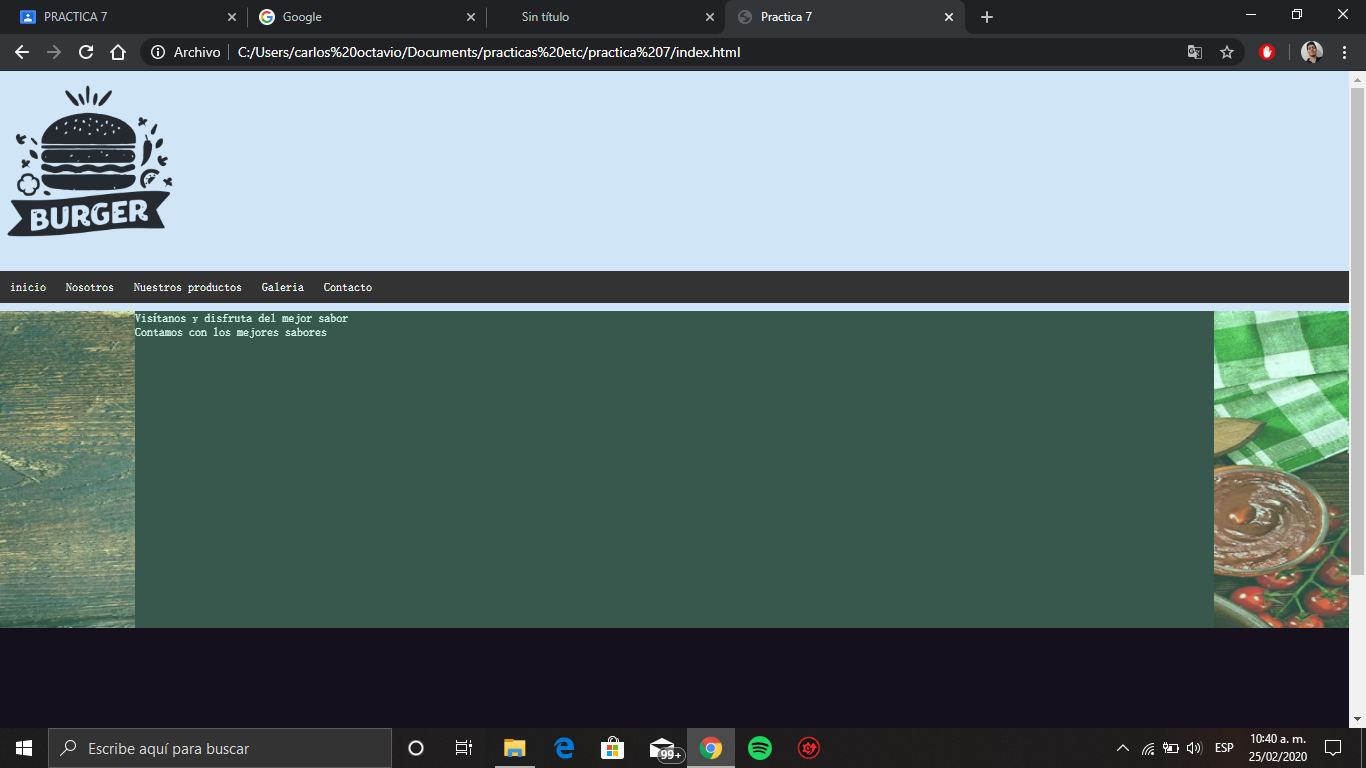 PRACTICA 7
Google
Sin título
Practica 7
Archivo
C:/Users/carlos%20octavio/Documents/practicas%20etc/practica%207/index.html
BURGER
inicio Nosotros Nuestros productos Galeria Contacto
Visítanos y disfruta del mejor sabor
Contamos con los mejores sabores
Escribe aquí para buscar
99+
ESP
10:40 a. m.
25/02/2020